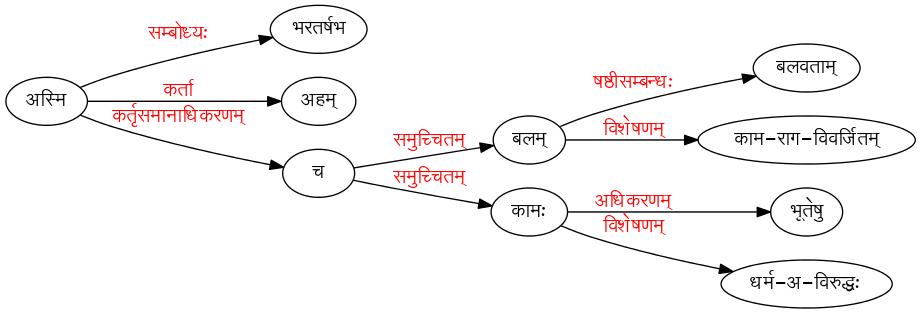 सम्बोध्यः
भरतर्षभ
अस्मि
कर्ता
अहम्
कर्तृसमानाधिकरणम्
च
समुच्चितम्
बलम्
षष्ठीसम्बन्धः
बलवताम्
विशेषणम्
काम-राग-विवर्जितम्
समुच्चितम्
कामः
अधिकरणम्
भृतेषु
विशेषणम्
धर्म-अ-विरुद्धः